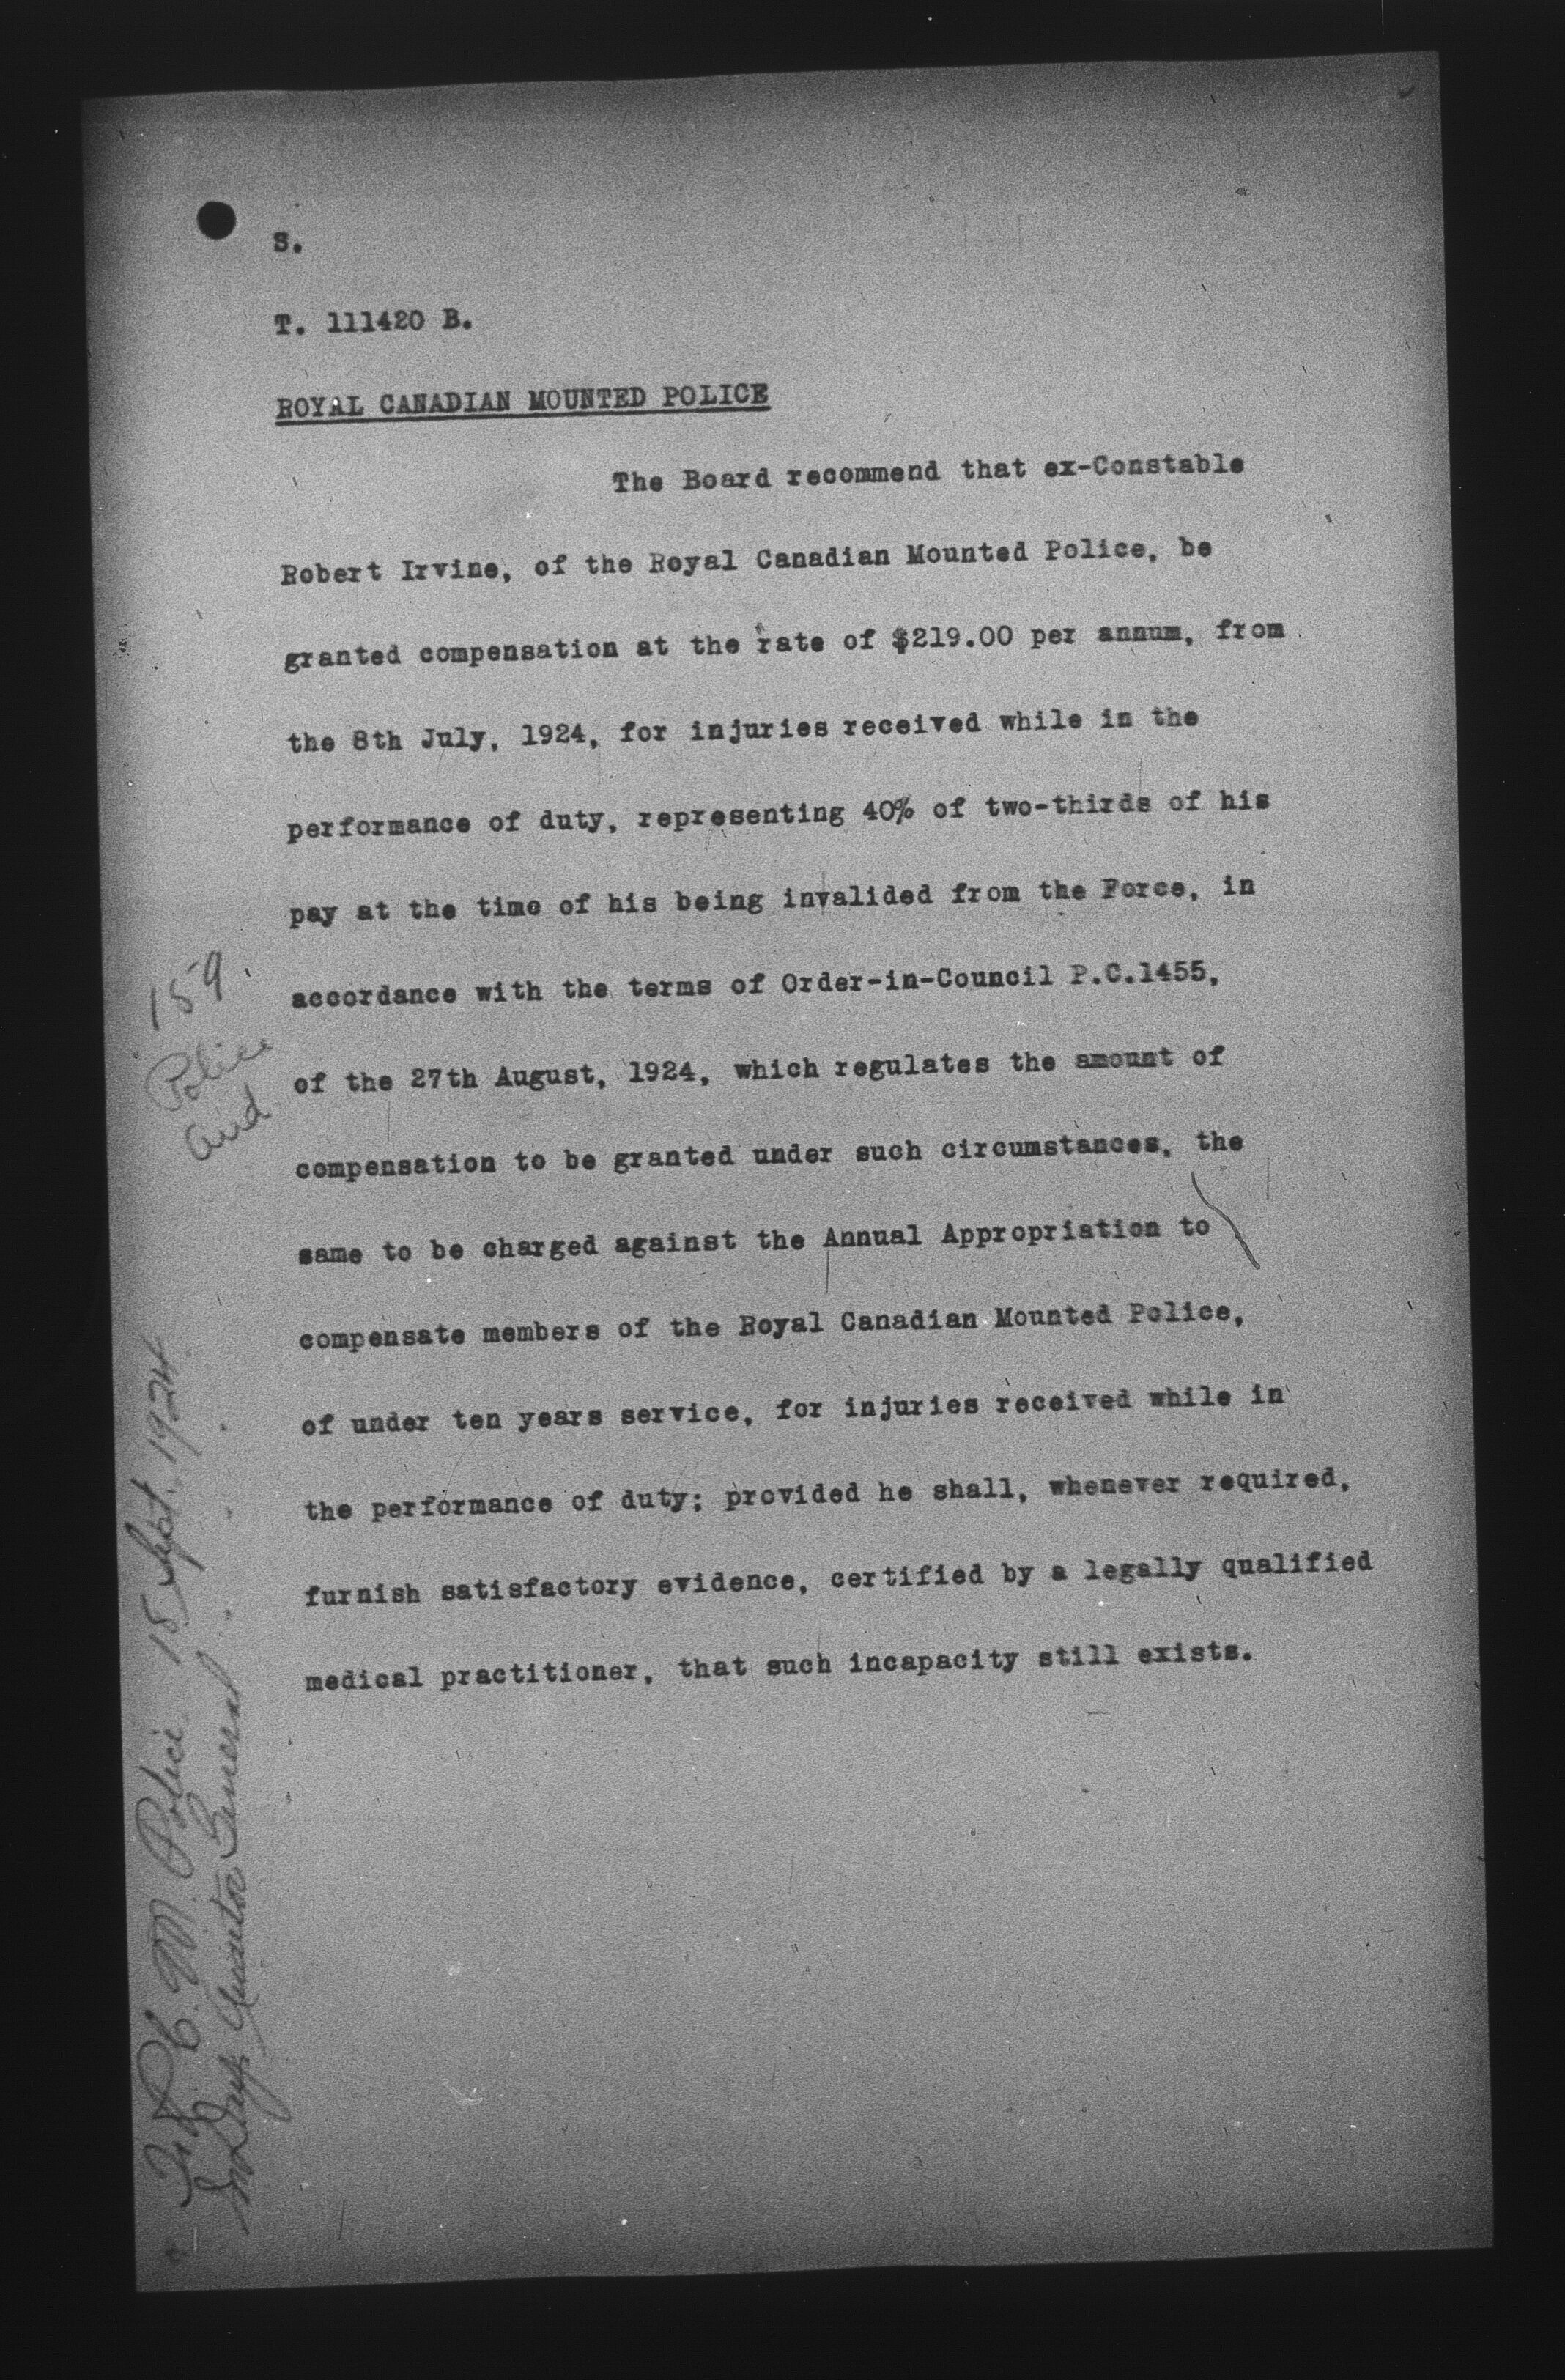 S.
T. 111420 B.
ROYAL CANADIAN MOUNTED POLICE
The Board recommend that ex-Constable
Robert Irvine, of the Royal Canadian Mounted Police, be
granted compensation at the rate of $219.00 per annum, from
the 8th July, 1924, for injuries received while in the
performance of duty, representing 40% of two-thirds of his
pay at the time of his being invalided from the Force, in
accordance with the terms of Order-in-Council P.C.1455,
of the 27th August, 1924, which regulates the amount of
compensation to be granted under such circumstances, the
same to be charged against the Annual Appropriation to
compensate members of the Royal Canadian Mounted Police,
of under ten years service, for injuries received while in
the performance of duty; provided he shall, whenever required,
furnish satisfactory evidence, certified by a legally qualified
medical practitioner, that such incapacity still exists.
159.
Police
and
R.C.M. Police 15 Sept. 1924.
General